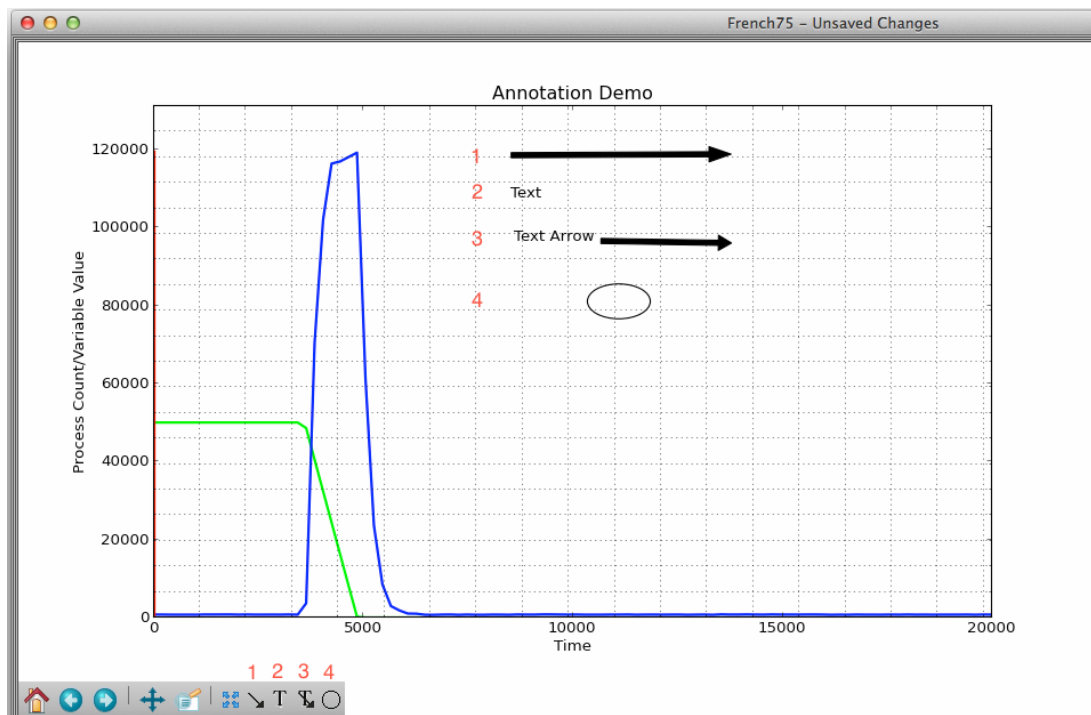 French75 – Unsaved Changes
Annotation Demo
120000
100000
80000
60000
40000
20000
0
Process Count/Variable Value
1
2 Text
3 Text Arrow
4
0 5000 10000 15000 20000
Time
1 2 3 4
T T